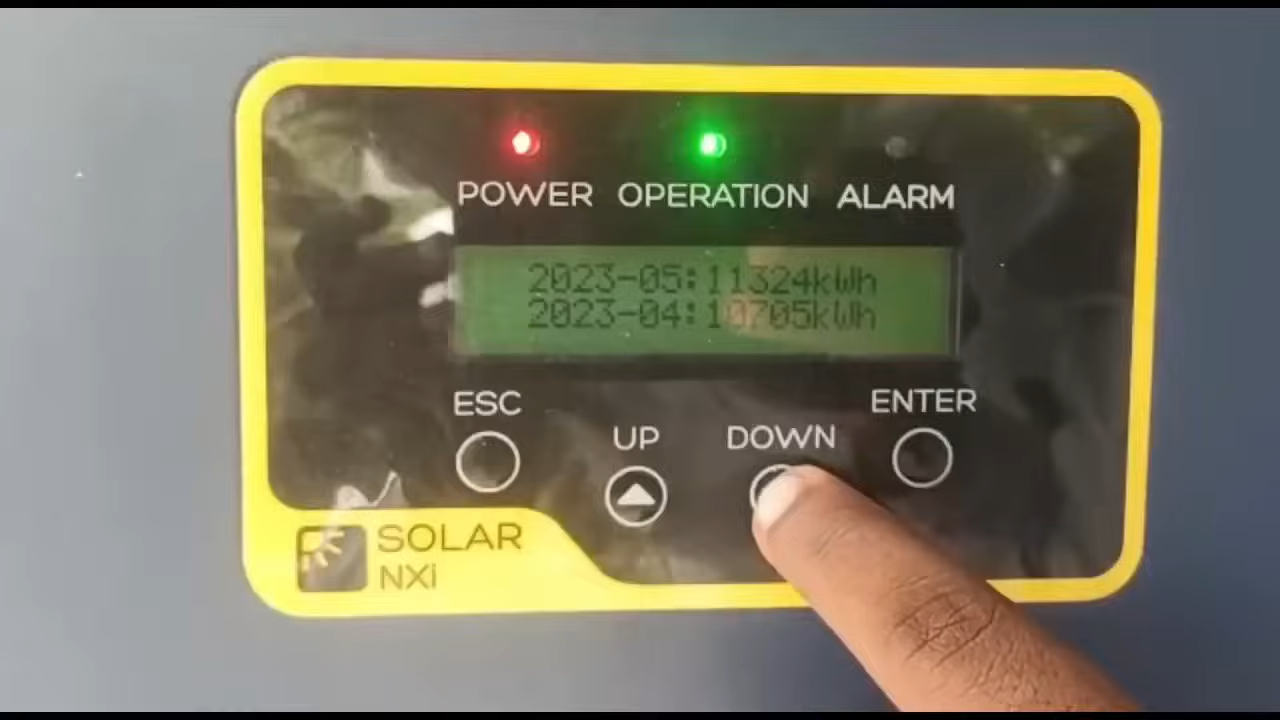 POWER OPERATION ALARM
2023-05:11324kWh
2023-04:10705kWh
ESC UP DOWN ENTER
SOLAR
NXi